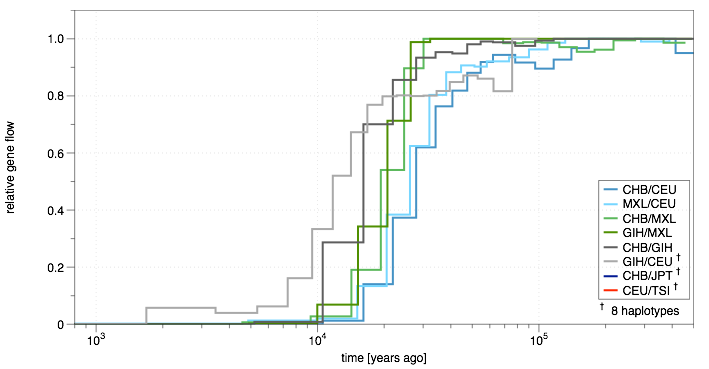 relative gene flow
1.0
0.8
0.6
0.4
0.2
0
10³
10⁴
10⁵
time [years ago]
CHB/CEU
MXL/CEU
CHB/MXL
GIH/MXL
CHB/GIH
GIH/CEU †
CHB/JPT †
CEU/TSI †
† 8 haplotypes